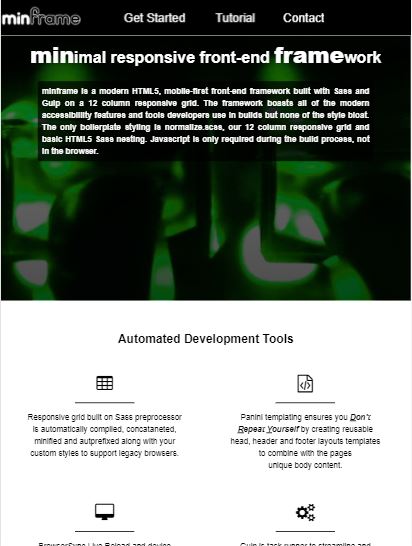 minframe
Get Started Tutorial Contact
minimal responsive front-end framework
minframe is a modern HTML5, mobile-first front-end framework built with Sass and
Gulp on a 12 column responsive grid. The framework boasts all of the modern
accessibility features and tools developers use in builds but none of the style bloat.
The only boilerplate styling is normalize.scss, our 12 column responsive grid and
basic HTML5 Sass nesting. Javascript is only required during the build process, not
in the browser.
Automated Development Tools
Responsive grid built on Sass preprocessor
is automatically compiled, concataneted,
minified and autprefixed along with your
custom styles to support legacy browsers.
Panini templating ensures you Don't
Repeat Yourself by creating reusable
head, header and footer layouts templates
to combine with the pages
unique body content.
BrowserSync Live Reload and device
Gulp is task runner to streamline and